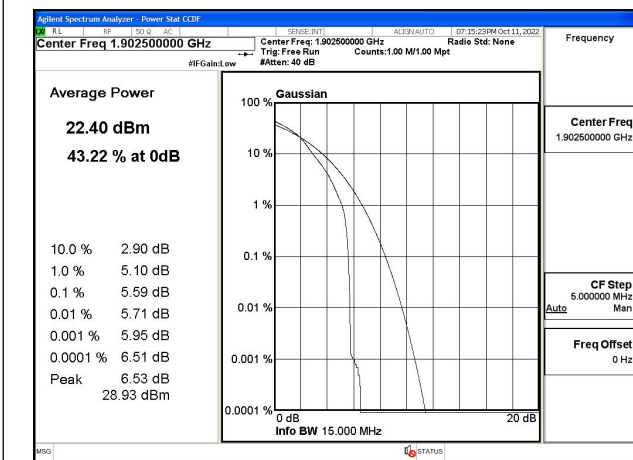 Agilent Spectrum Analyzer - Power Stat CCDF
LXI RL RF 50 Ω AC SENSE:INT ALIGN AUTO 07:15:23 PM Oct 11, 2022
Center Freq 1.902500000 GHz
Center Freq: 1.902500000 GHz Radio Std: None
Trig: Free Run Counts:1.00 M/1.00 Mpt
#IFGain:Low #Atten: 40 dB
Frequency
Average Power
22.40 dBm
43.22 % at 0dB
10.0 % 2.90 dB
1.0 % 5.10 dB
0.1 % 5.59 dB
0.01 % 5.71 dB
0.001 % 5.95 dB
0.0001 % 6.51 dB
Peak 6.53 dB
28.93 dBm
Gaussian
100 %
10 %
1 %
0.1 %
0.01 %
0.001 %
0.0001 %
0 dB 20 dB
Info BW 15.000 MHz
Center Freq
1.902500000 GHz
CF Step
5.000000 MHz
Auto Man
Freq Offset
0 Hz
MSG STATUS